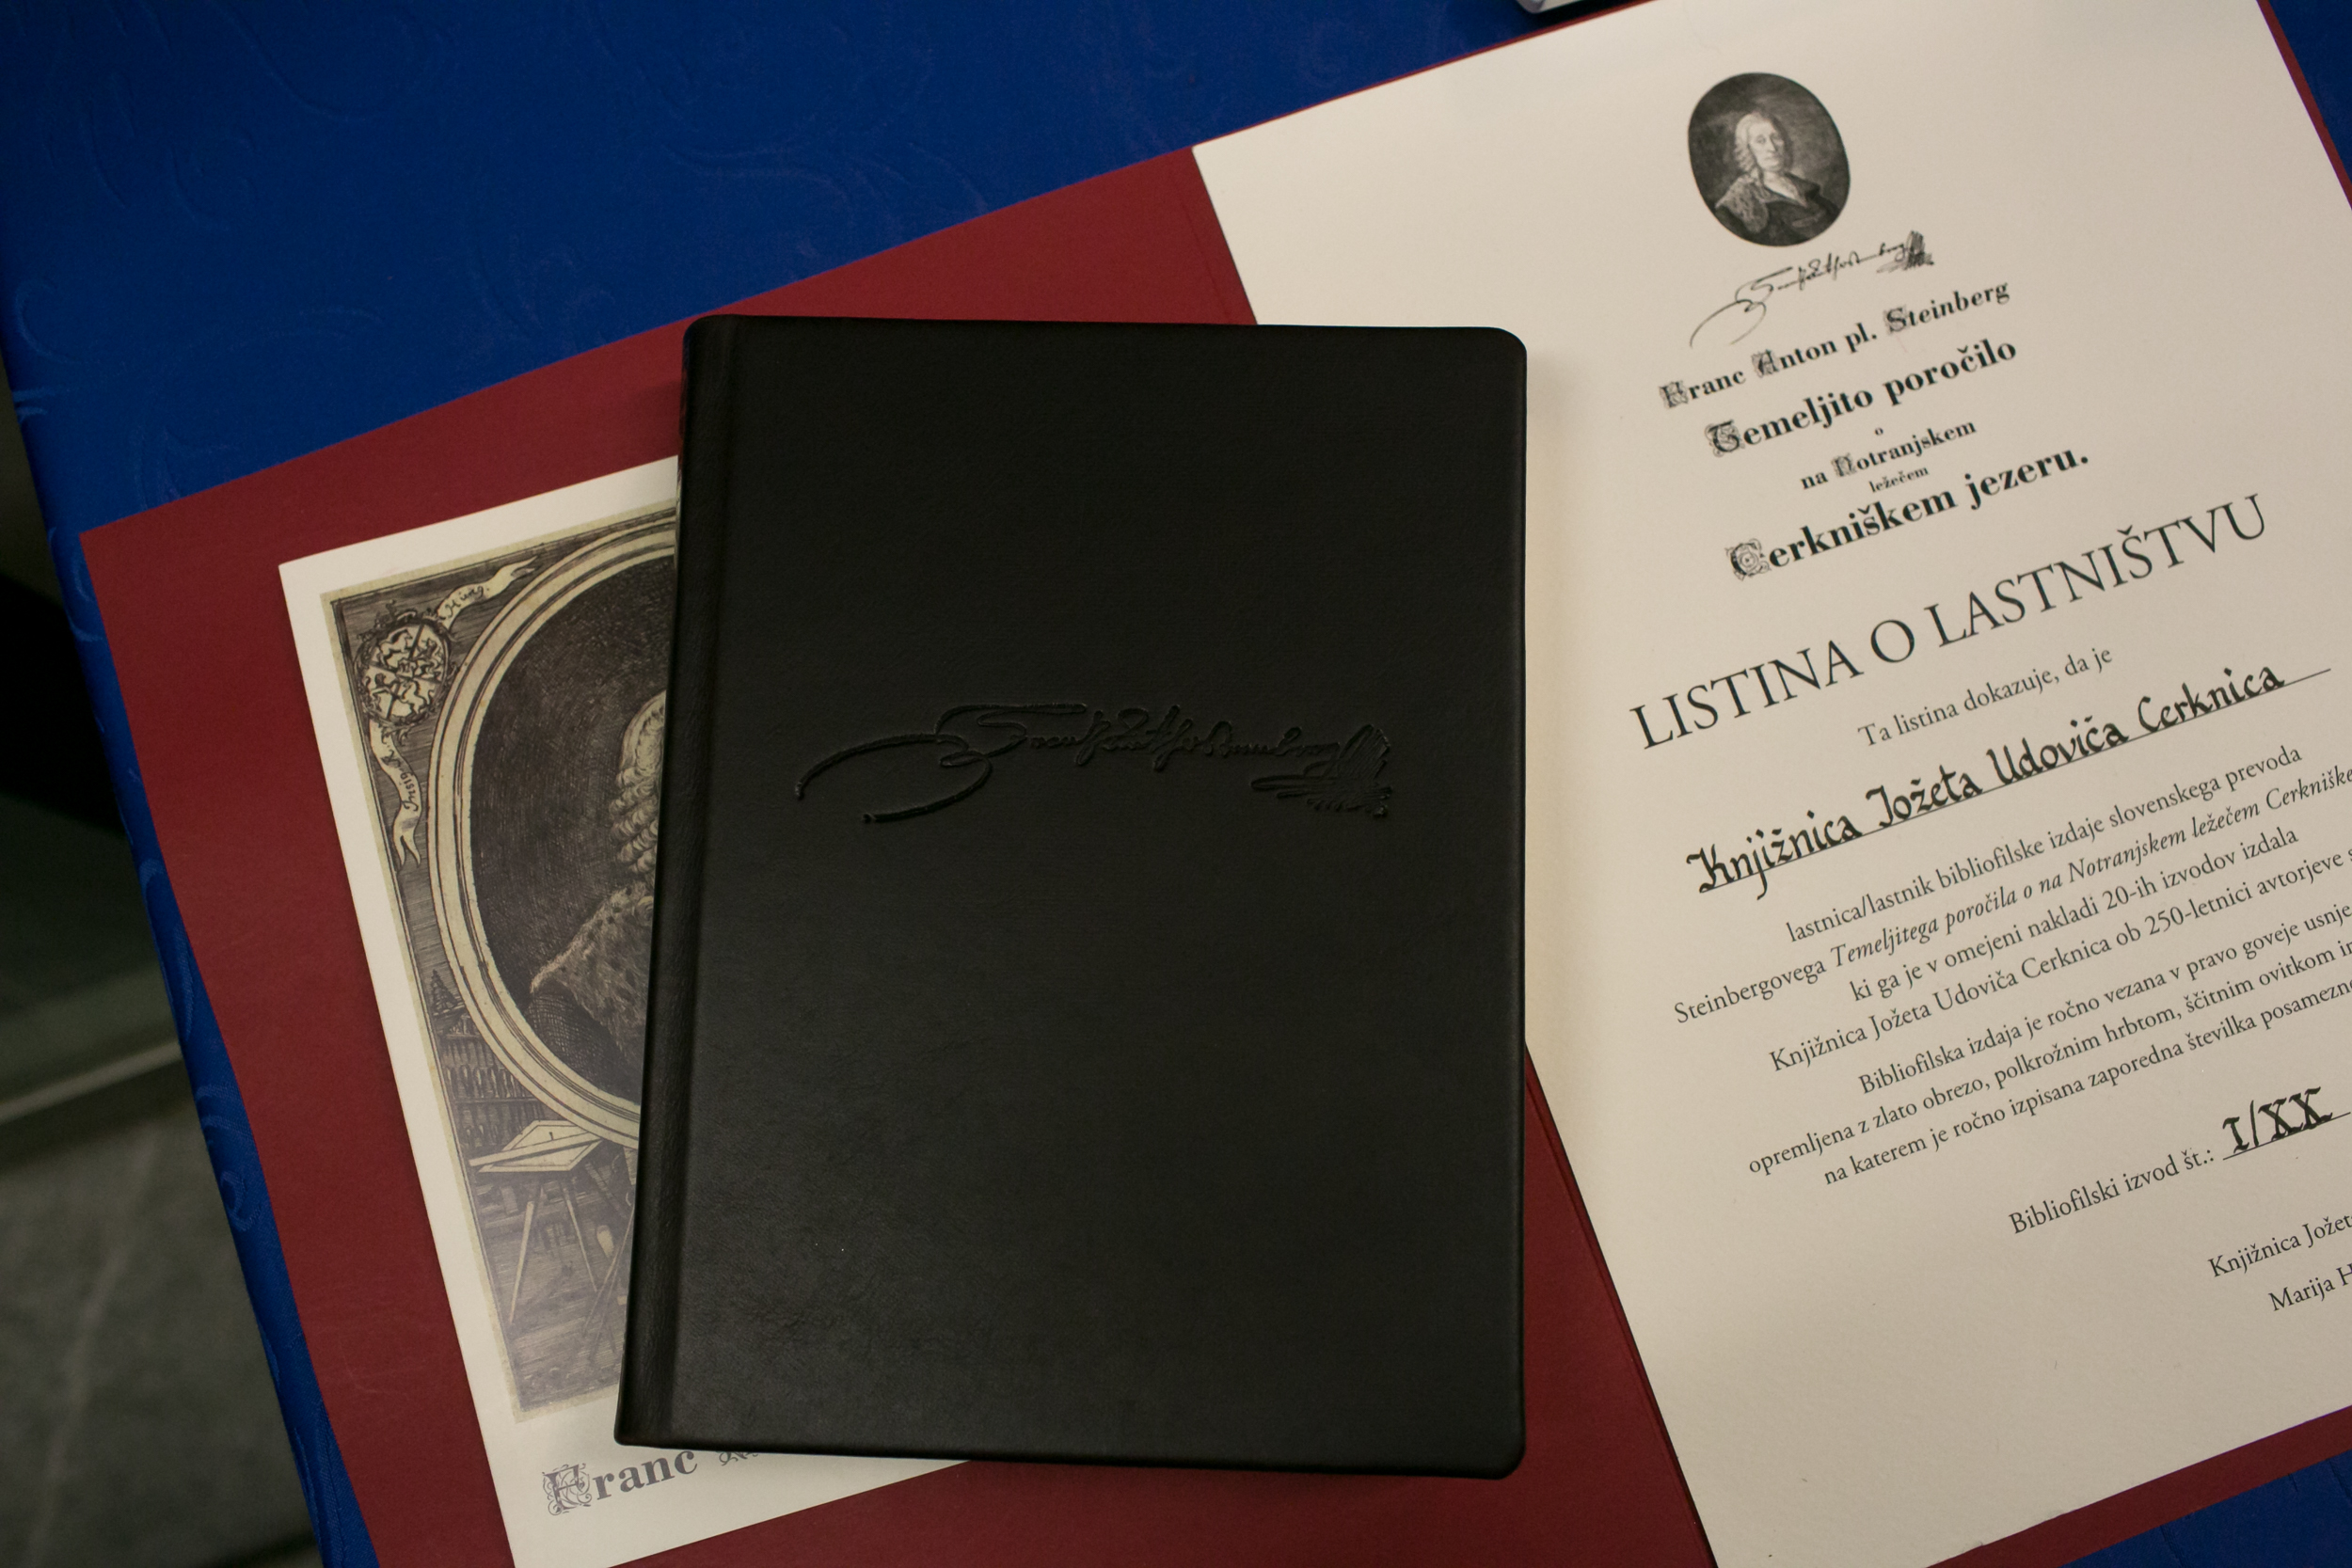 Franc Anton pl. Steinberg
Temeljito poročilo
o
na Notranjskem
ležečem
Cerkniškem jezeru.
LISTINA O LASTNIŠTVU
Ta listina dokazuje, da je
Knjižnica Jožeta Udoviča Cerknica
lastnica/lastnik bibliofilske izdaje slovenskega prevoda
Steinbergovega Temeljitega poročila o na Notranjskem ležečem
ki ga je v omejeni nakladi 20-ih izvodov izdala
Knjižnica Jožeta Udoviča Cerknica ob 250-letnici avtorjeve
Bibliofilska izdaja je ročno vezana v pravo goveje usnje
opremljena z zlato obrezo, polkrožnim hrbtom, ščitnim ovitkom
na katerem je ročno izpisana zaporedna številka
Bibliofilski izvod št.: I/XX
Knjižnica
Marija
Franc